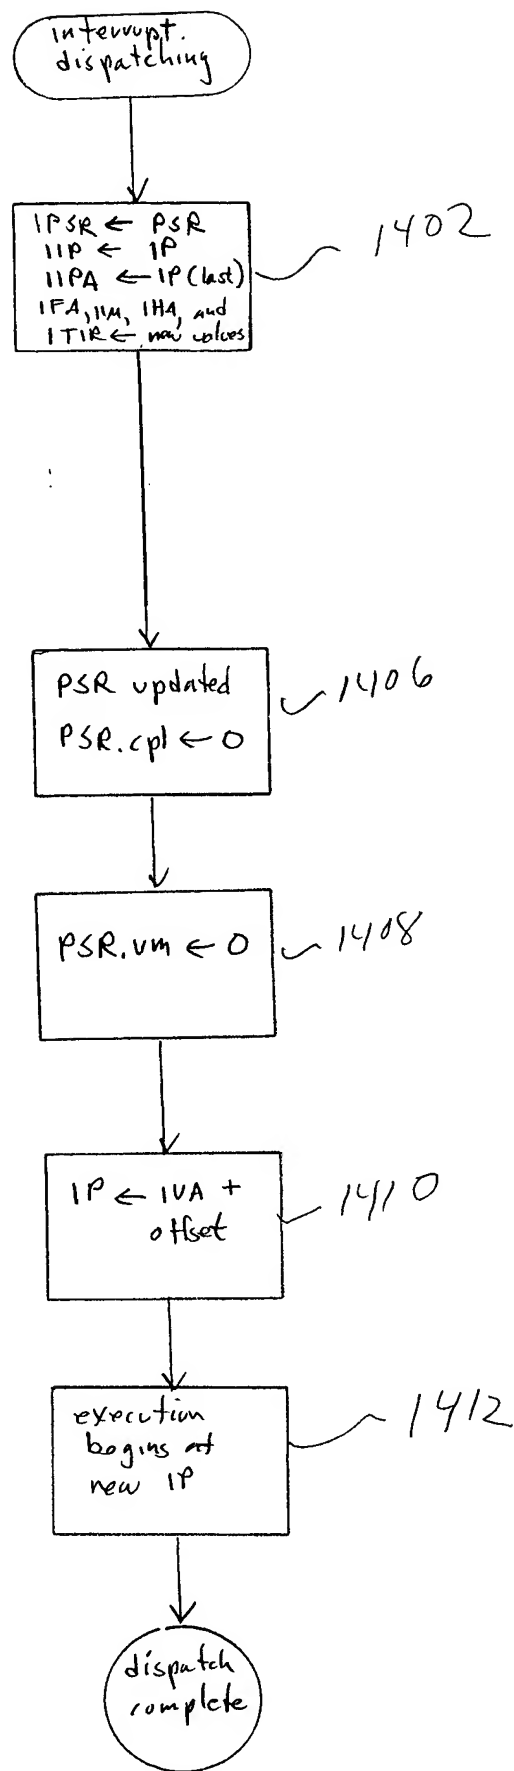 interrupt.
dispatching
IPSR ← PSR
IIP ← IP
IIPA ← IP (last)
IFA, IIM, IHA, and
ITIR ← new values
1402
PSR updated
PSR.cpl ← 0
1406
PSR.vm ← 0
1408
IP ← IVA +
offset
1410
execution
begins at
new IP
1412
dispatch
complete